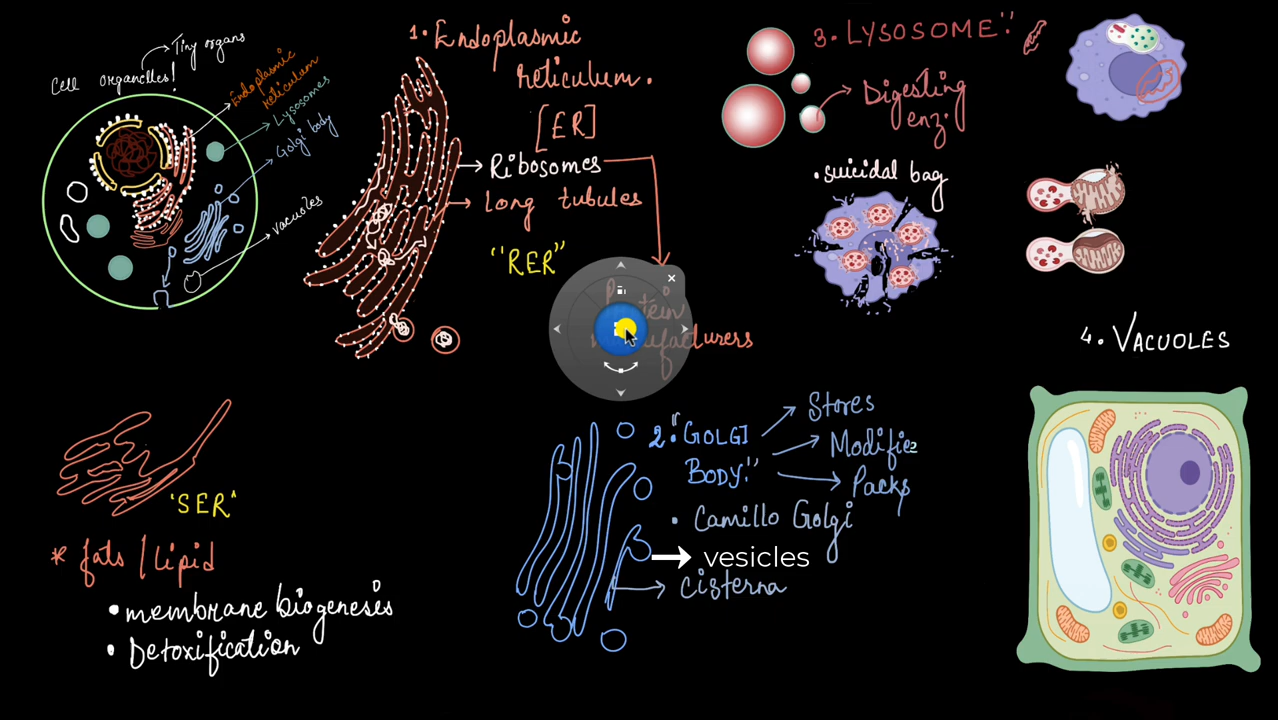 Cell organelles!
Tiny organs
Endoplasmic
reticulum
Lysosomes
Golgi body
vacuoles
1. Endoplasmic
reticulum.
[ER]
Ribosomes
Long tubules
"RER"
manufacturers
'SER'
* fats / lipid
• membrane biogenesis
• Detoxification
2. "GOLGI
BODY"
Stores
Modifies
Packs
• Camillo Golgi
vesicles
cisterna
3. LYSOSOME"
Digesting
enz.
• suicidal bag
4. VACUOLES